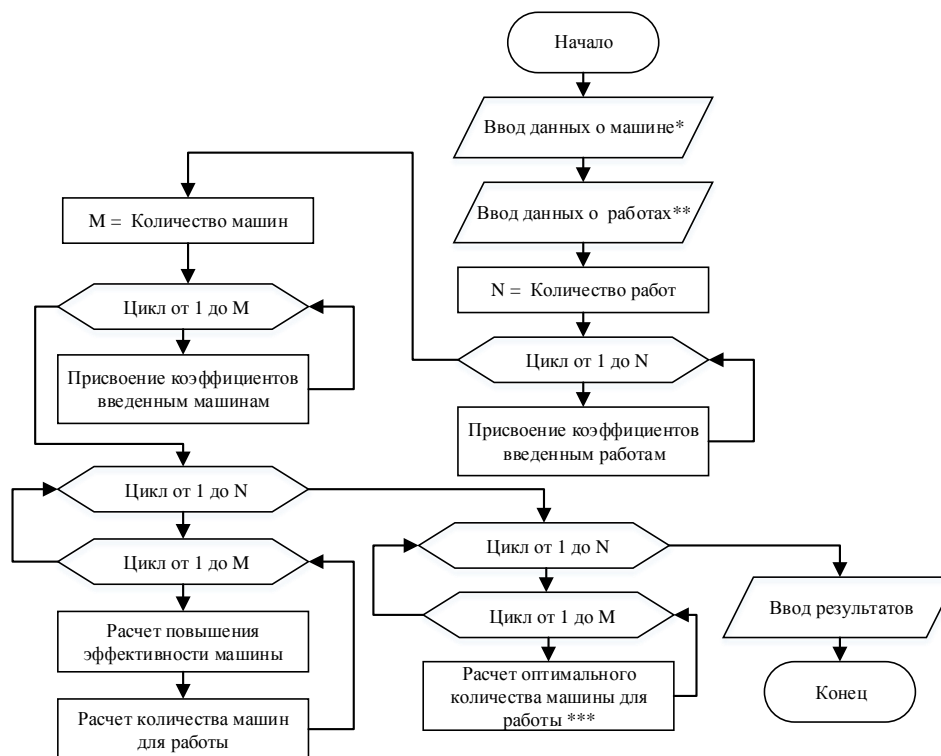 Начало
Ввод данных о машине*
Ввод данных о работах**
N = Количество работ
Цикл от 1 до N
Присвоение коэффициентов
введенным работам
M = Количество машин
Цикл от 1 до M
Присвоение коэффициентов
введенным машинам
Цикл от 1 до N
Цикл от 1 до M
Расчет повышения
эффективности машины
Расчет количества машин
для работы
Цикл от 1 до N
Цикл от 1 до M
Расчет оптимального
количества машины для
работы ***
Ввод результатов
Конец